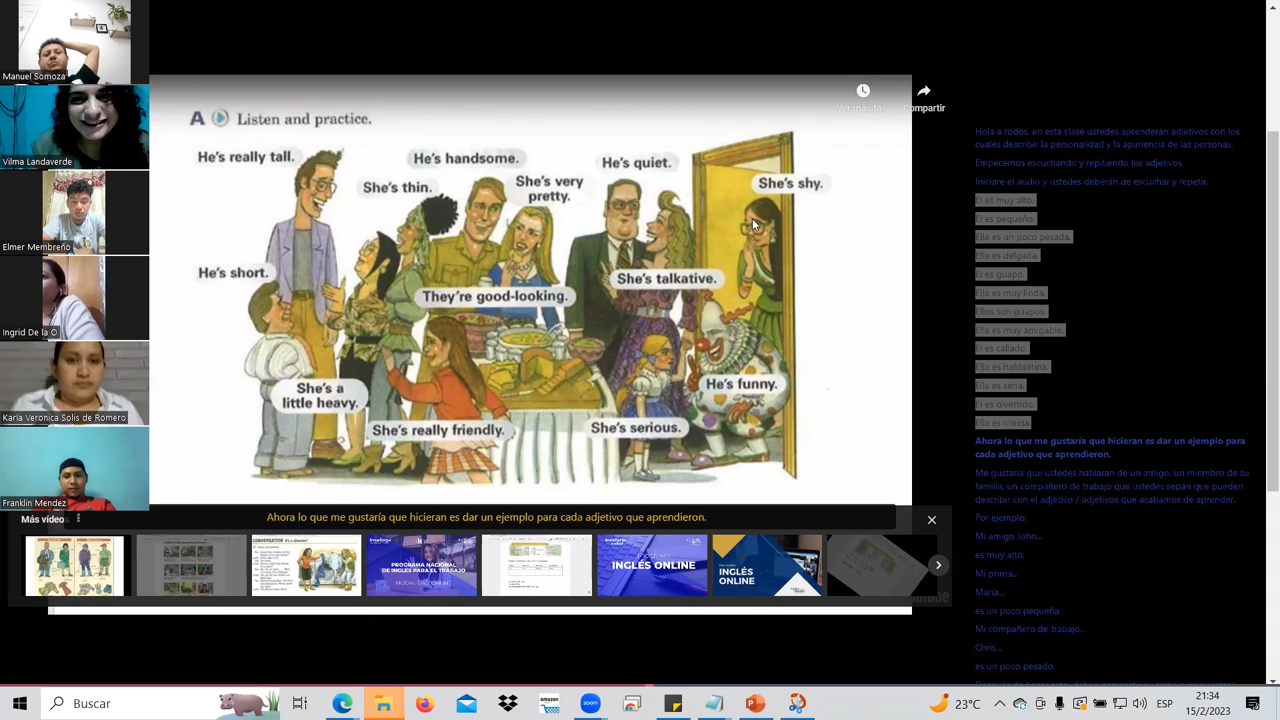 Manuel Somoza
Vilma Landaverde
Elmer Membreño
Ingrid De la O
Karla Veronica Solis de Romero
Franklin Mendez
Ver más ta...
Compartir
A Listen and practice.
He's really tall.
He's handsome.
He's quiet.
She's thin.
She's very
pretty.
She's shy.
He's short.
They're good-looking.
She's talkative.
She's a
little heavy.
He's funny.
She's really friendly.
She's serious.
Hola a todos, en esta clase ustedes aprenderán adjetivos con los
cuales describir la personalidad y la apariencia de las personas.
Empecemos escuchando y repitiendo los adjetivos.
Iniciare el audio y ustedes deberán de escuchar y repetir.
Él es muy alto.
Él es pequeño.
Ella es un poco pesada.
Ella es delgada.
Él es guapo.
Ella es muy linda.
Ellos son guapos.
Ella es muy amigable.
Él es callado.
Ella es hablantina.
Ella es seria.
Él es divertido.
Ella es tímida.
Ahora lo que me gustaría que hicieran es dar un ejemplo para
cada adjetivo que aprendieron.
Me gustaría que ustedes hablaran de un amigo, un miembro de su
familia, un compañero de trabajo que ustedes sepan que pueden
describir con el adjetivo / adjetivos que acabamos de aprender.
Por ejemplo:
Mi amigo John...
es muy alto.
Mi prima...
María...
es un poco pequeña.
Mi compañero de trabajo...
Chris...
es un poco pesado.
Más videos
Ahora lo que me gustaría que hicieran es dar un ejemplo para cada adjetivo que aprendieron.
PROGRAMA NACIONAL
DE INGLÉS PARA EL TRABAJO
INGLÉS ONLINE
INGLÉS
ONLINE
Buscar
amazon
zoom
23°C
ESP
21:34
15/2/2023